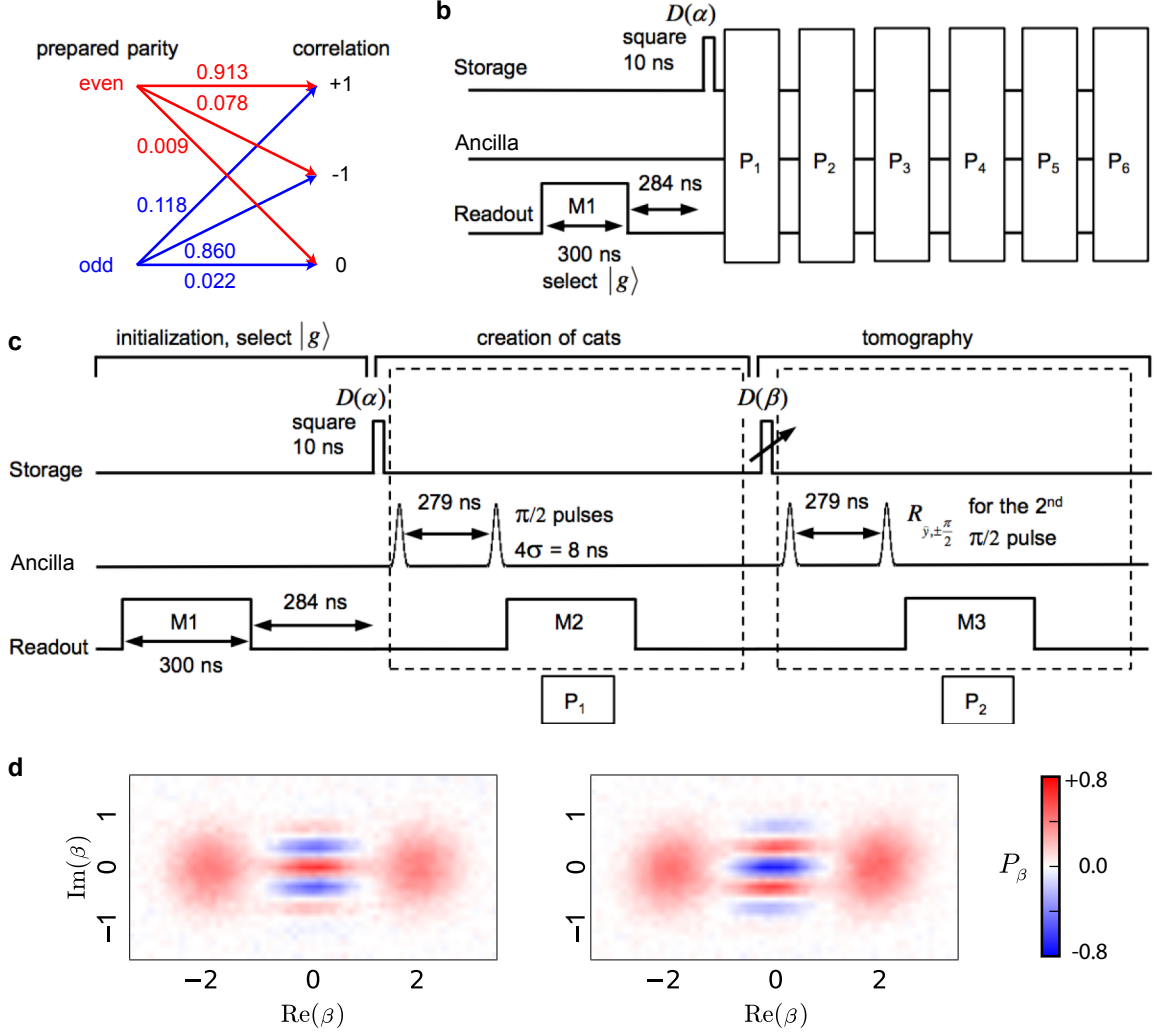 prepared parity
correlation
even
0.913
+1
0.078
0.009
-1
0.118
0.860
odd
0
0.022
b
D(α)
square
10 ns
Storage
Ancilla
P₁ P₂ P₃ P₄ P₅ P₆
284 ns
Readout
M1
300 ns
select |g⟩
c
initialization, select |g⟩
creation of cats
tomography
D(α)
D(β)
square
10 ns
Storage
279 ns
π/2 pulses
4σ = 8 ns
279 ns
R ŷ,±π/2
for the 2nd
π/2 pulse
Ancilla
284 ns
Readout
M1
M2
M3
300 ns
P₁
P₂
d
+0.8
0.0
-0.8
Pβ
Im(β)
1
0
−1
1
0
−1
−2 0 2
−2 0 2
Re(β)
Re(β)